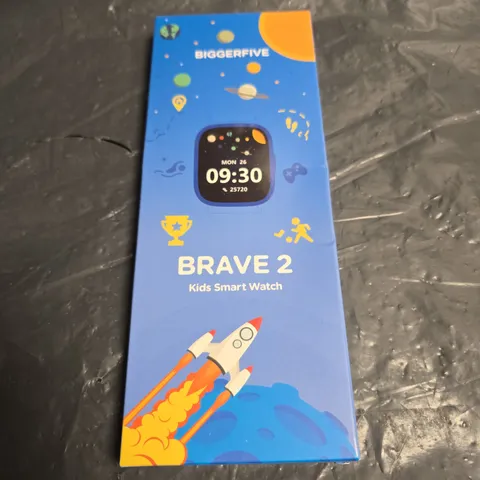 BIGGERFIVE
MON 26
09:30
25720
BRAVE 2
Kids Smart Watch